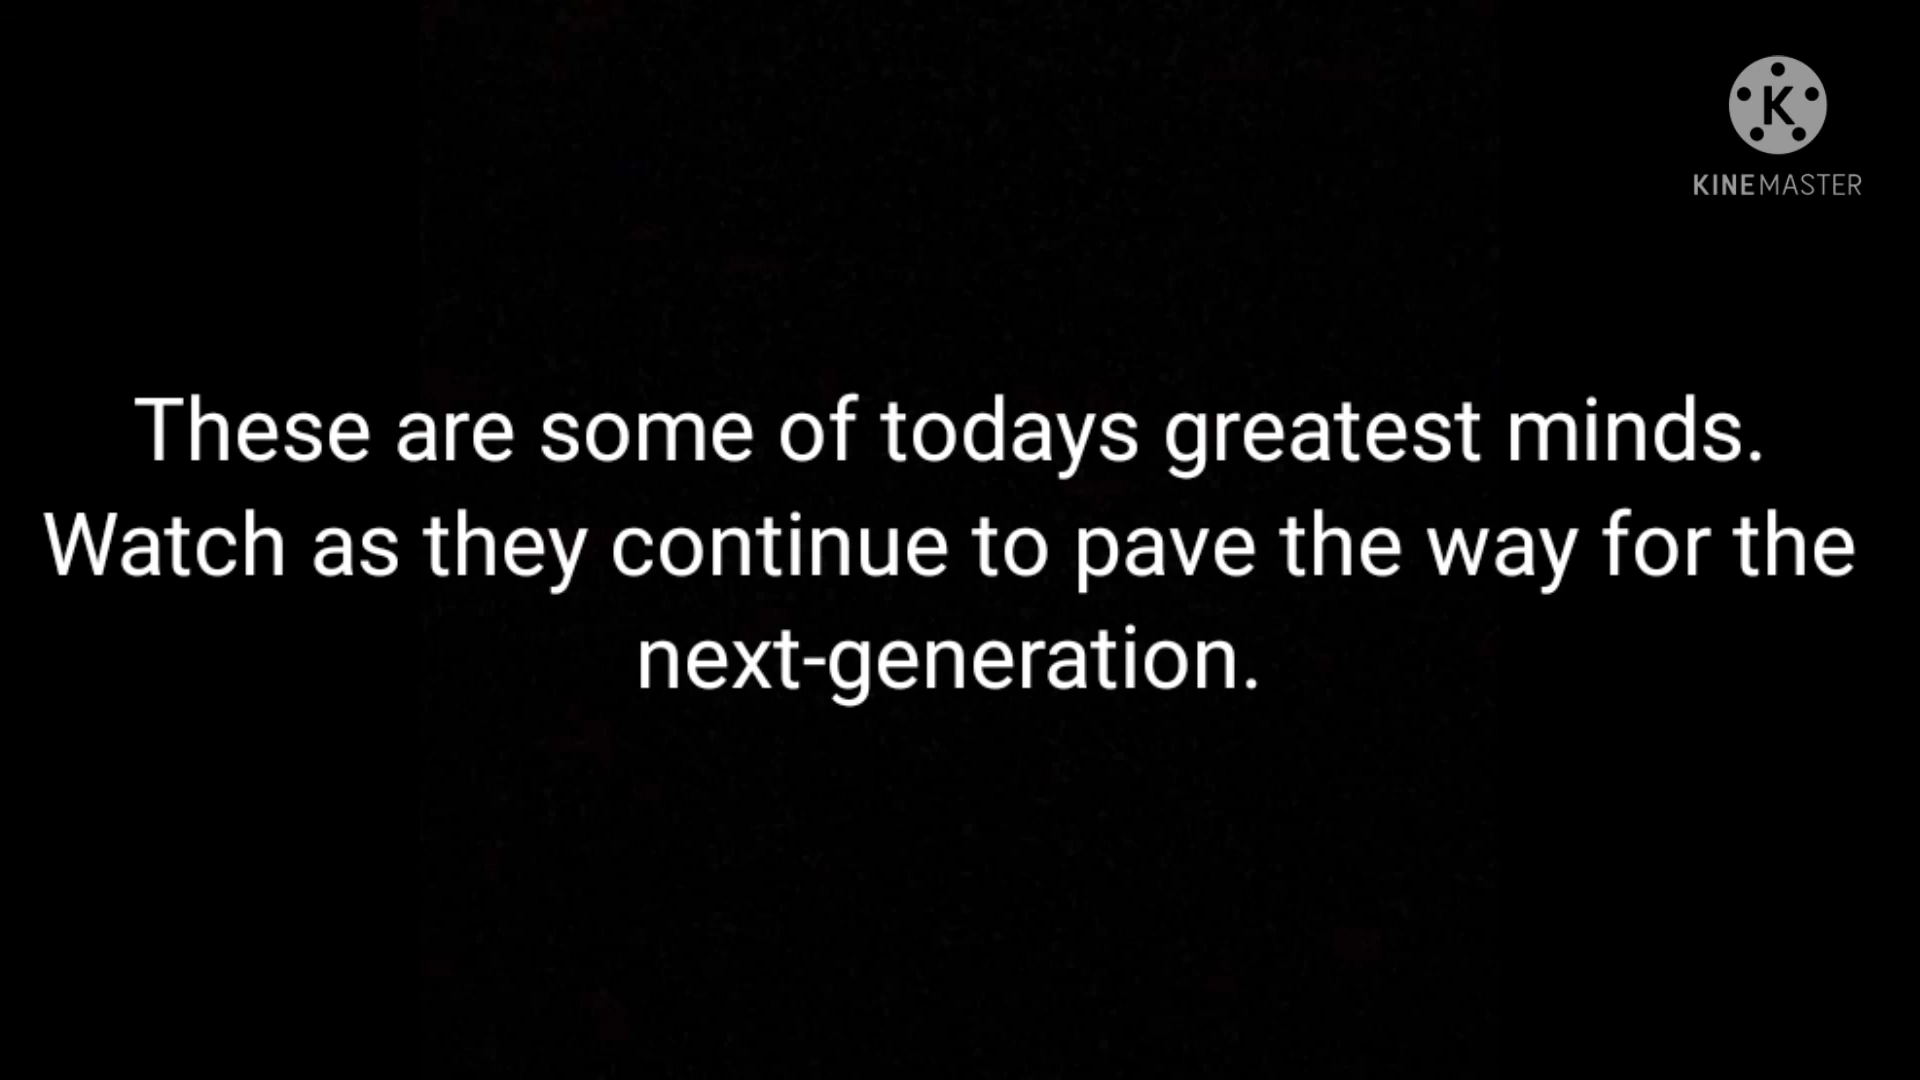 K
KINEMASTER
These are some of todays greatest minds.
Watch as they continue to pave the way for the
next-generation.